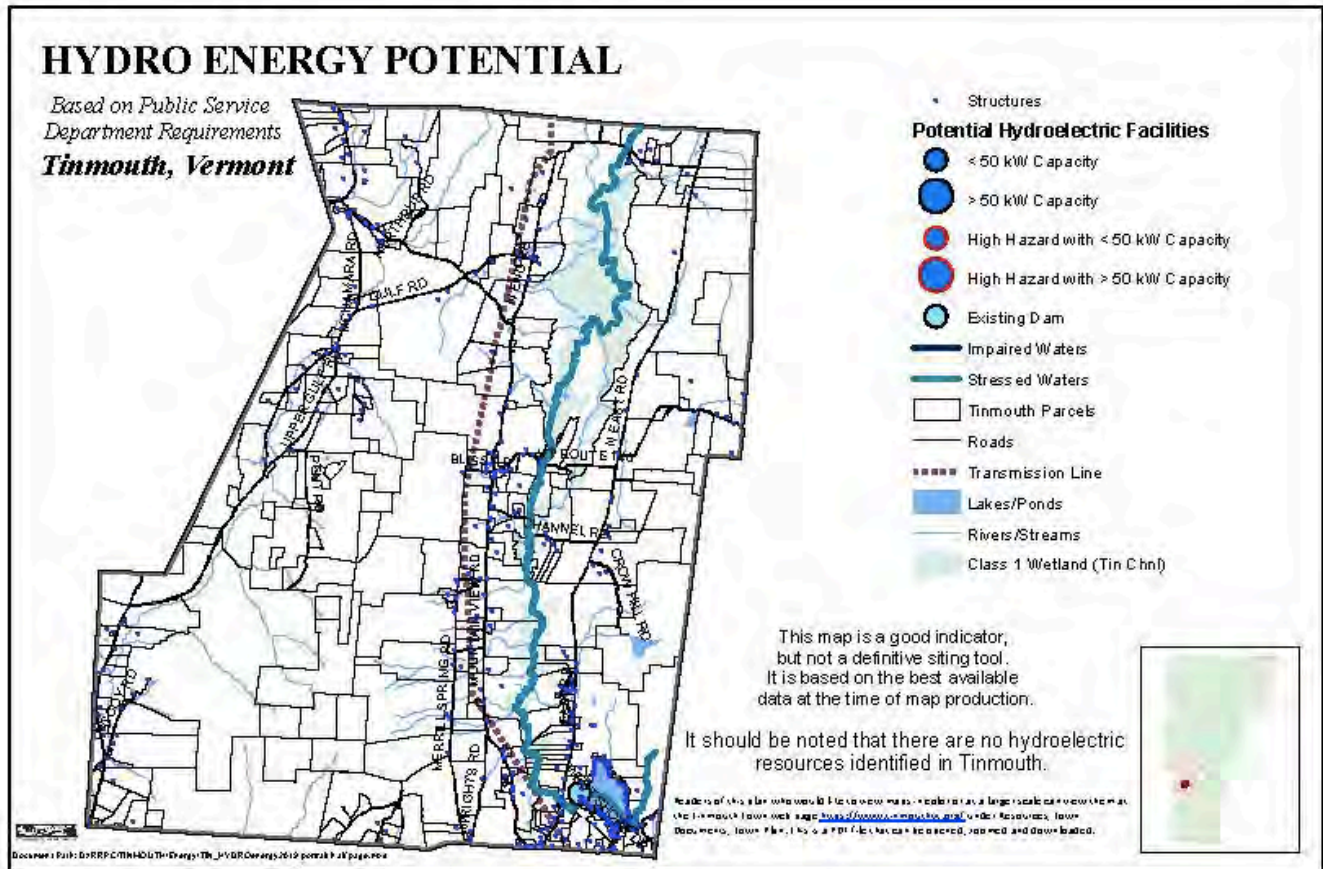 HYDRO ENERGY POTENTIAL
Based on Public Service
Department Requirements
Tinmouth, Vermont
Structures
Potential Hydroelectric Facilities
< 50 kW Capacity
> 50 kW Capacity
High Hazard with < 50 kW Capacity
High Hazard with > 50 kW Capacity
Existing Dam
Impaired Waters
Stressed Waters
Tinmouth Parcels
Roads
Transmission Line
Lakes/Ponds
Rivers/Streams
Class 1 Wetland (Tin Chnl)
GULF RD
UPPER GULF RD
N EAST RD
ROUTE 140
CHANNEL RD
CROW HILL RD
MOUNTAIN VIEW RD
MERRILL SPRING RD
WRIGHTS RD
This map is a good indicator,
but not a definitive siting tool.
It is based on the best available
data at the time of map production.
It should be noted that there are no hydroelectric
resources identified in Tinmouth.